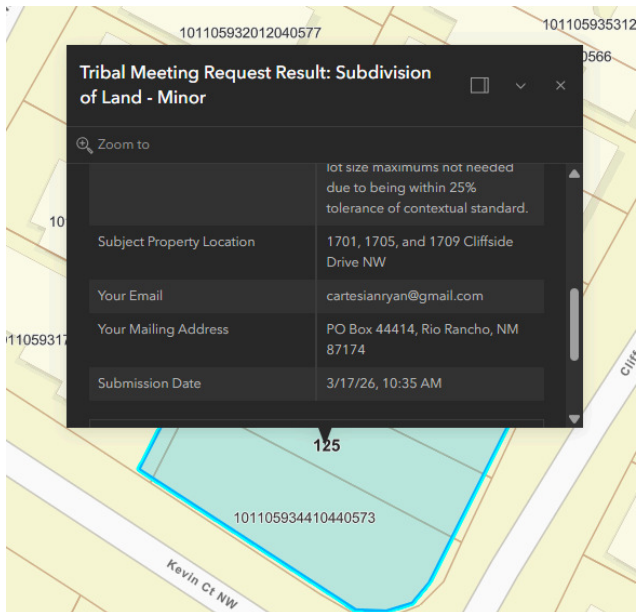 101105932012040577
101105935312
0566
Tribal Meeting Request Result: Subdivision
of Land - Minor
Zoom to
lot size maximums not needed
due to being within 25%
tolerance of contextual standard.
10
Subject Property Location
1701, 1705, and 1709 Cliffside
Drive NW
Your Email
cartesianryan@gmail.com
Your Mailing Address
PO Box 44414, Rio Rancho, NM
87174
01105931
Submission Date
3/17/26, 10:35 AM
Cliff
125
101105934410440573
Kevin Ct NW